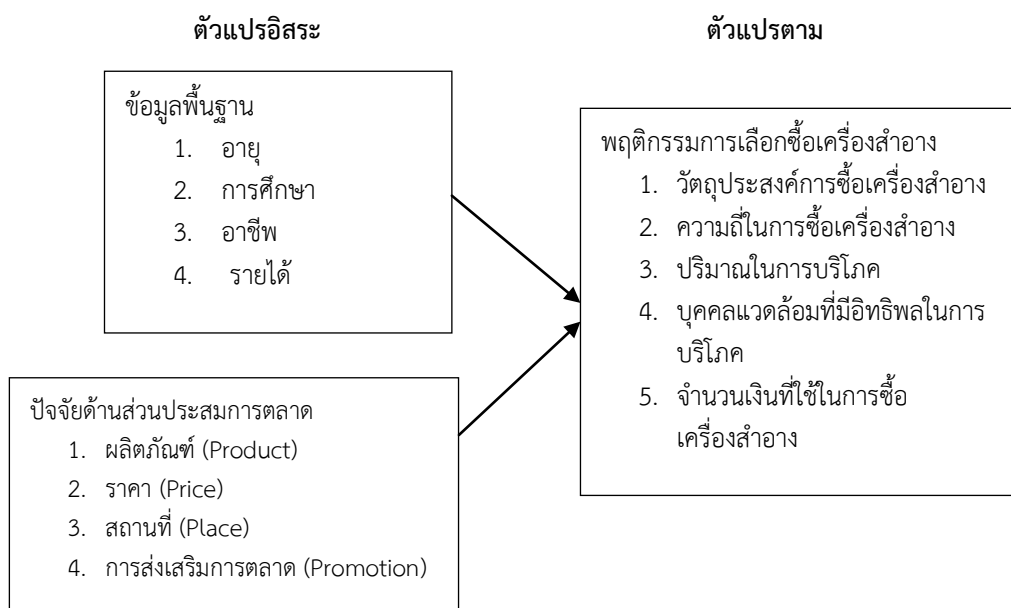 ตัวแปรอิสระ
ข้อมูลพื้นฐาน
1. อายุ
2. การศึกษา
3. อาชีพ
4. รายได้
ปัจจัยด้านส่วนประสมการตลาด
1. ผลิตภัณฑ์ (Product)
2. ราคา (Price)
3. สถานที่ (Place)
4. การส่งเสริมการตลาด (Promotion)
ตัวแปรตาม
พฤติกรรมการเลือกซื้อเครื่องสำอาง
1. วัตถุประสงค์การซื้อเครื่องสำอาง
2. ความถี่ในการซื้อเครื่องสำอาง
3. ปริมาณในการบริโภค
4. บุคคลแวดล้อมที่มีอิทธิพลในการ
บริโภค
5. จำนวนเงินที่ใช้ในการซื้อ
เครื่องสำอาง